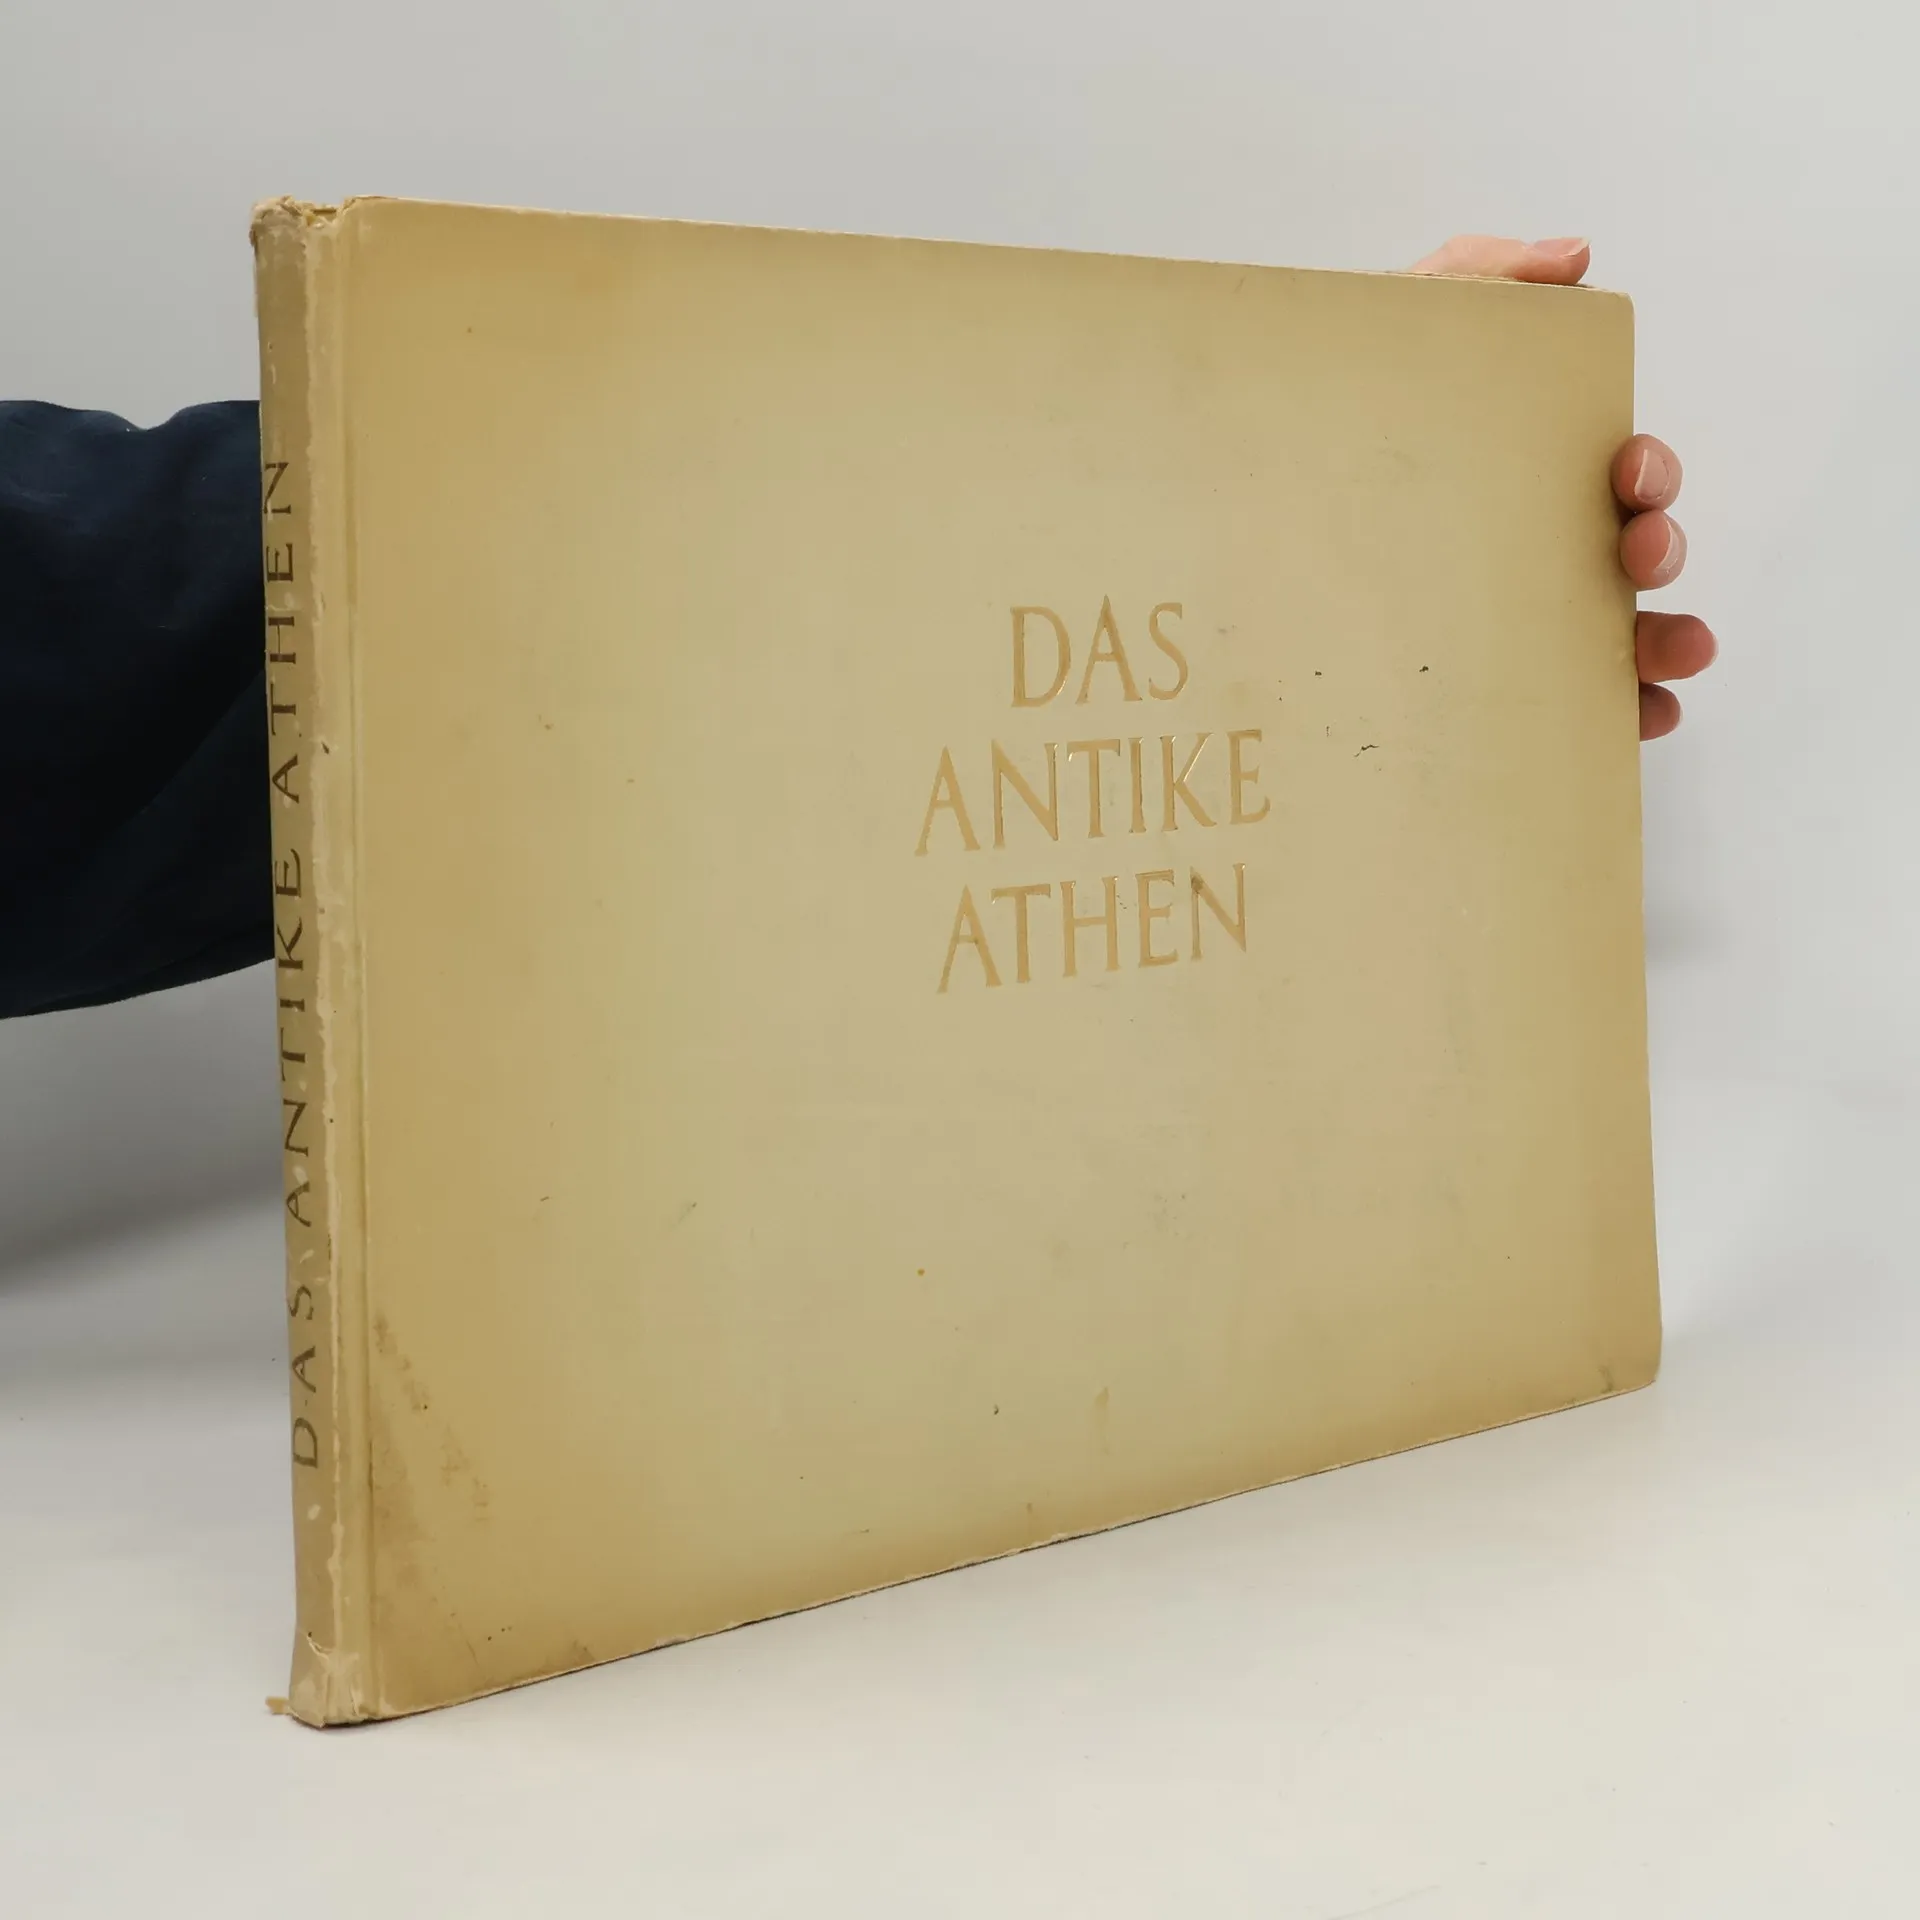 DAS ANTIKE ATHEN
DAS
ANTIKE
ATHEN